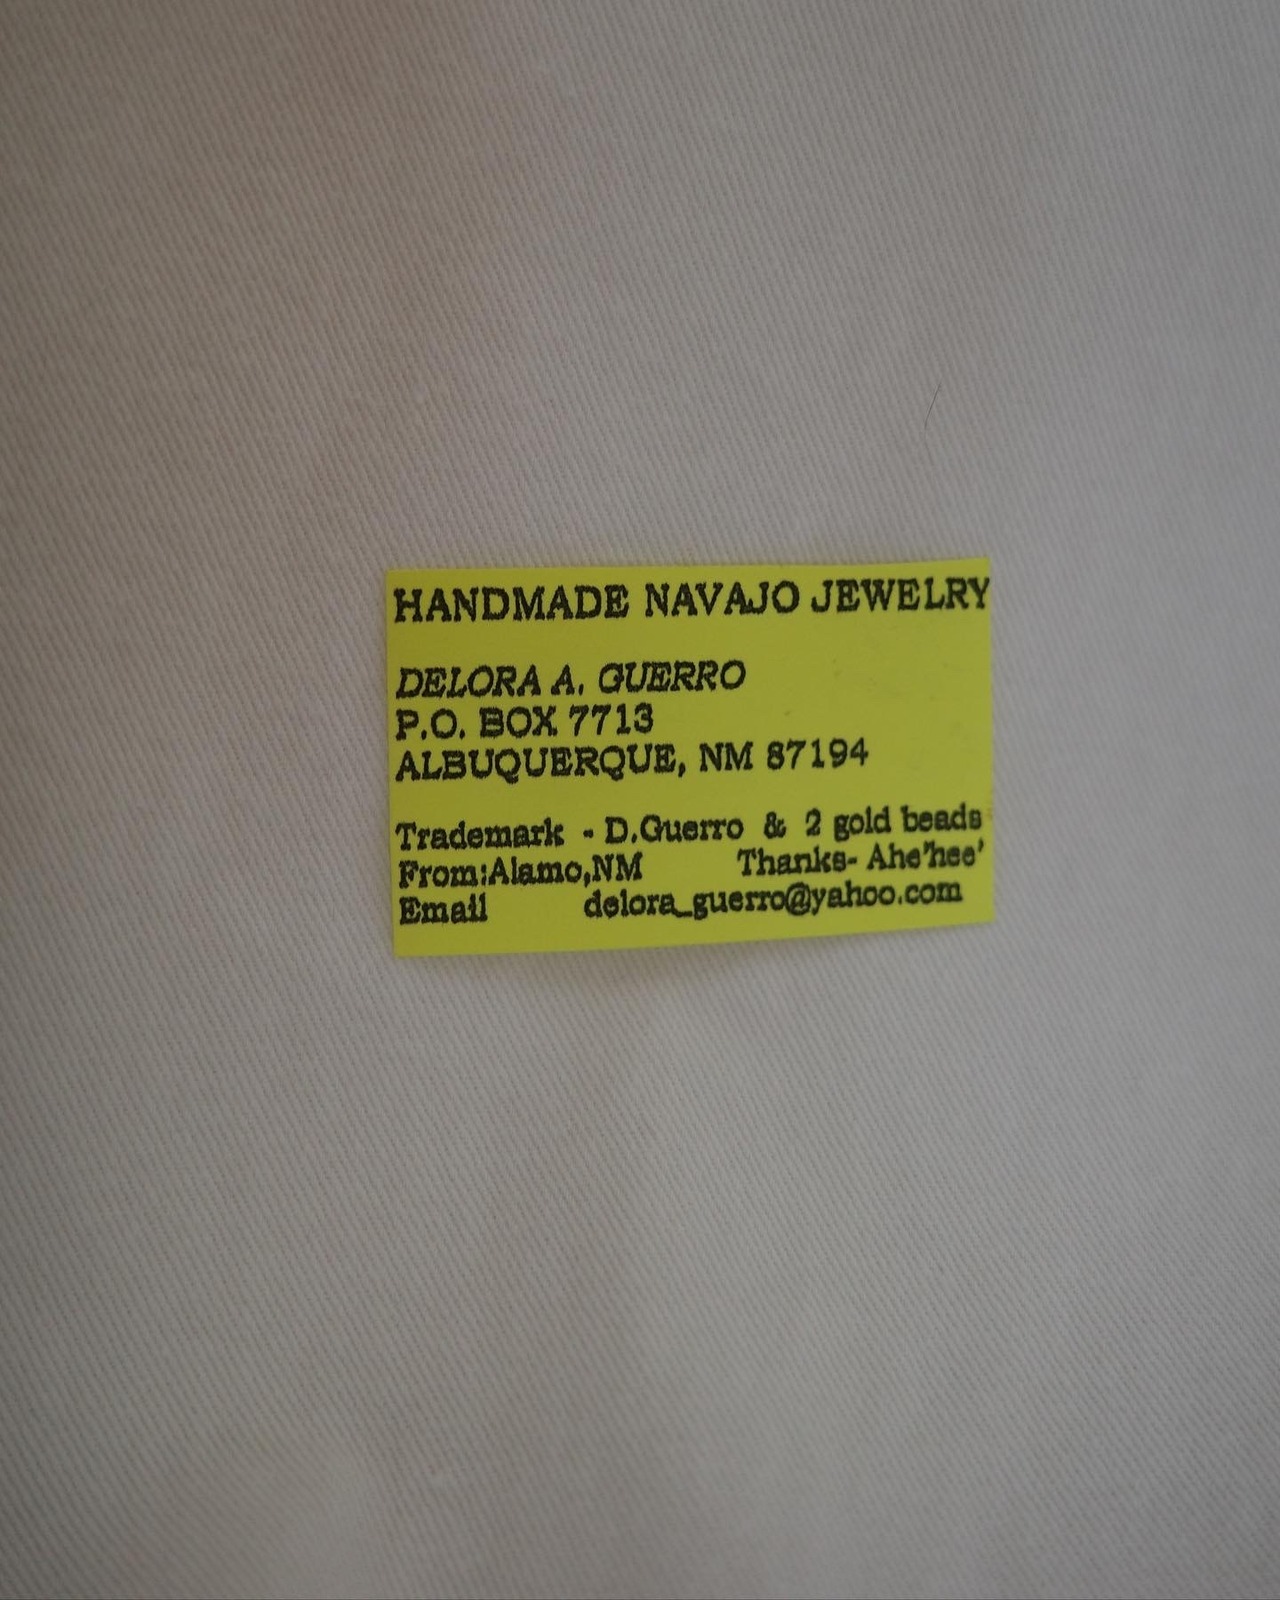 HANDMADE NAVAJO JEWELRY
DELORA A. GUERRO
P.O. BOX 7713
ALBUQUERQUE, NM 87194
Trademark - D.Guerro & 2 gold beads
From:Alamo,NM Thanks- Ahe'hee'
Email delora_guerro@yahoo.com